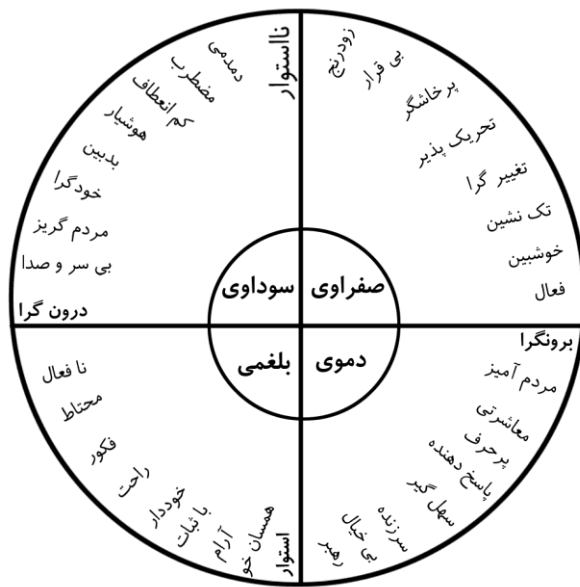 نااستوار
زودرنج
بی قرار
پرخاشگر
تحریک پذیر
تغییر گرا
تک نشین
خوشبین
فعال
برونگرا
مردم آمیز
معاشرتی
پرحرف
پاسخ دهنده
سهل گیر
سرزنده
بی خیال
رهبر
استوار
همسان خو
آرام
با ثبات
خوددار
راحت
فکور
محتاط
نا فعال
درون گرا
بی سر و صدا
مردم گریز
خودگرا
بدبین
هوشیار
کم انعطاف
مضطرب
دمدمی
صفراوی
سوداوی
دموی
بلغمی